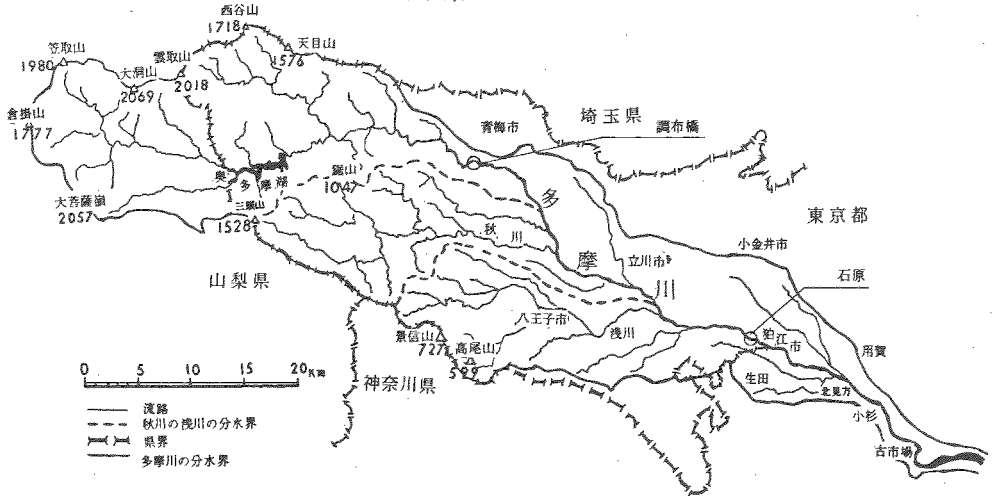 西谷山
1718
天目山
1576
笠取山
1980
雲取山
2018
大洞山
2069
倉掛山
1777
埼玉県
青梅市
調布橋
奥多摩湖
鋸山
1047
大菩薩嶺
2057
三頭山
1528
多摩川
東京都
秋川
小金井市
立川市
石原
山梨県
八王子市
浅川
狛江市
用賀
景信山
727
高尾山
599
生田
北見方
神奈川県
小杉
古市場
0 5 10 15 20 KM
流路
秋川の浅川の分水界
県界
多摩川の分水界